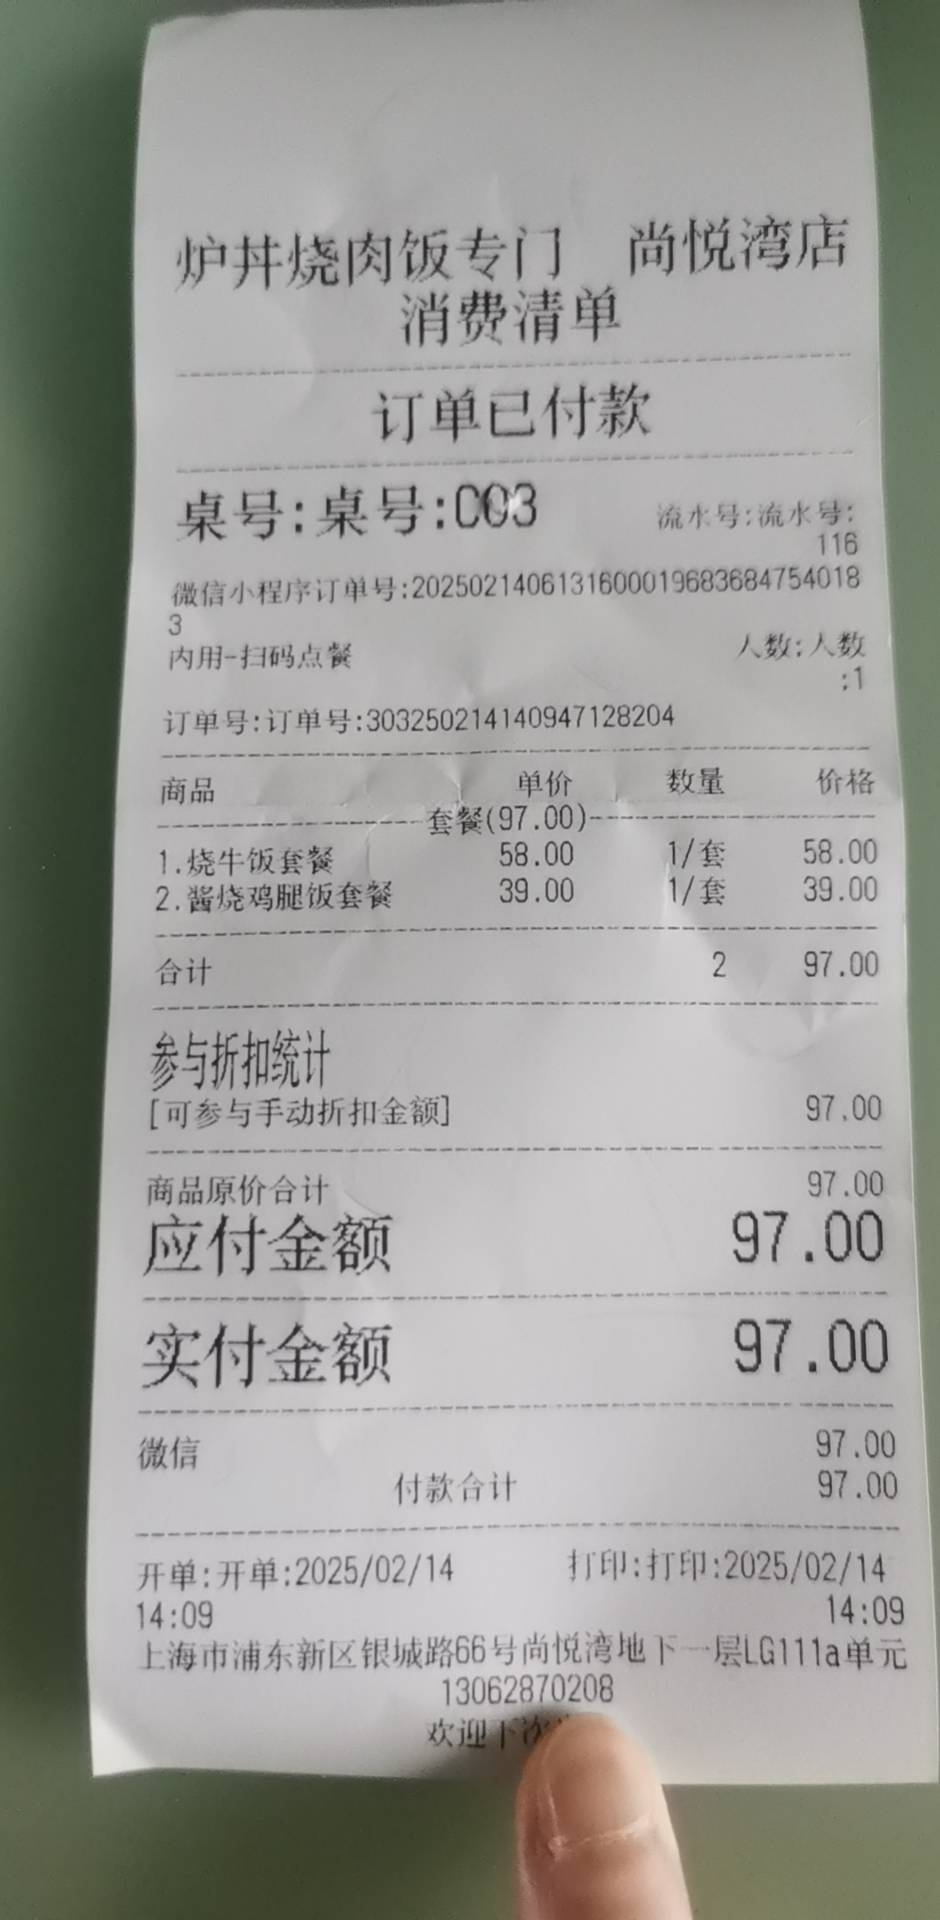 炉丼烧肉饭专门 尚悦湾店
消费清单
订单已付款
桌号:桌号:C03 流水号:流水号:
116
微信小程序订单号:2025021406131600019683684754018
3
内用-扫码点餐 人数:人数
:1
订单号:订单号:303250214140947128204
商品 单价 数量 价格
套餐(97.00)
1.烧牛饭套餐 58.00 1/套 58.00
2.酱烧鸡腿饭套餐 39.00 1/套 39.00
合计 2 97.00
参与折扣统计
[可参与手动折扣金额] 97.00
商品原价合计 97.00
应付金额 97.00
实付金额 97.00
微信 97.00
付款合计 97.00
开单:开单:2025/02/14 打印:打印:2025/02/14
14:09 14:09
上海市浦东新区银城路66号尚悦湾地下一层LG111a单元
13062870208
欢迎下次